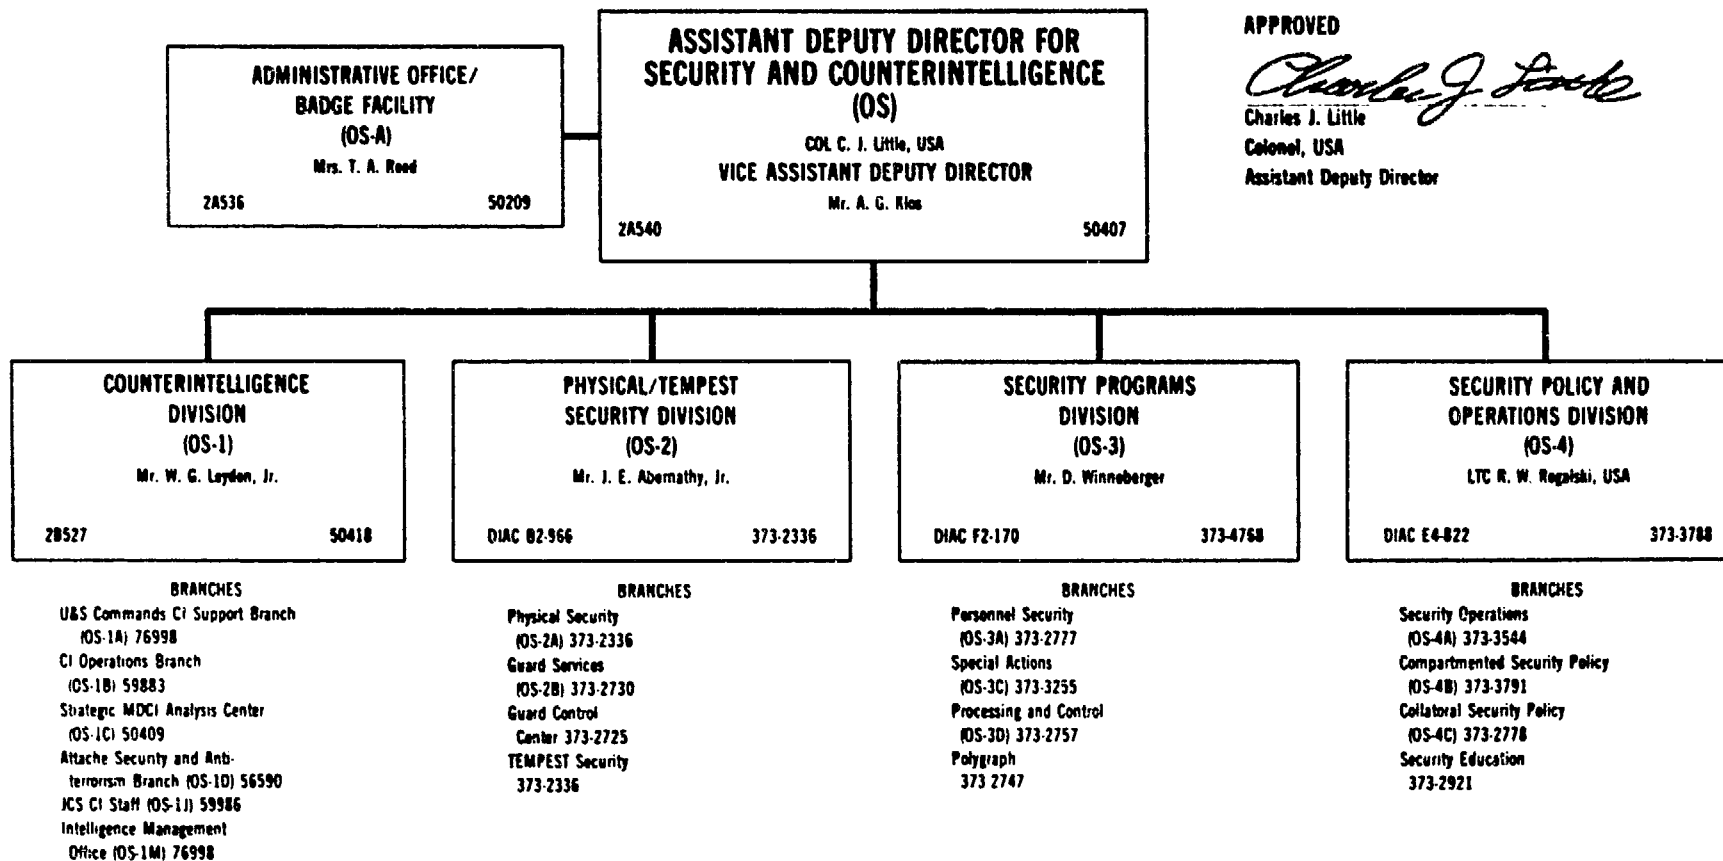 ADMINISTRATIVE OFFICE/
BADGE FACILITY
(OS-A)
Mrs. T. A. Reed
2A536 50209
ASSISTANT DEPUTY DIRECTOR FOR
SECURITY AND COUNTERINTELLIGENCE
(OS)
COL C. J. Little, USA
VICE ASSISTANT DEPUTY DIRECTOR
Mr. A. G. Klos
2A540 50407
APPROVED
Charles J. Little
Charles J. Little
Colonel, USA
Assistant Deputy Director
COUNTERINTELLIGENCE
DIVISION
(OS-1)
Mr. W. G. Leydon, Jr.
2B527 50418
BRANCHES
U&S Commands CI Support Branch
(OS-1A) 76998
CI Operations Branch
(OS-1B) 59883
Strategic MDCI Analysis Center
(OS-1C) 50409
Attache Security and Anti-
terrorism Branch (OS-1D) 56590
JCS CI Staff (OS-1J) 59986
Intelligence Management
Office (OS-1M) 76998
PHYSICAL/TEMPEST
SECURITY DIVISION
(OS-2)
Mr. J. E. Abernathy, Jr.
DIAC B2-966 373-2336
BRANCHES
Physical Security
(OS-2A) 373-2336
Guard Services
(OS-2B) 373-2730
Guard Control
Center 373-2725
TEMPEST Security
373-2336
SECURITY PROGRAMS
DIVISION
(OS-3)
Mr. D. Winneberger
DIAC F2-170 373-4768
BRANCHES
Personnel Security
(OS-3A) 373-2777
Special Actions
(OS-3C) 373-3255
Processing and Control
(OS-3D) 373-2757
Polygraph
373 2747
SECURITY POLICY AND
OPERATIONS DIVISION
(OS-4)
LTC R. W. Rogalski, USA
DIAC E4-822 373-3788
BRANCHES
Security Operations
(OS-4A) 373-3544
Compartmented Security Policy
(OS-4B) 373-3791
Collatoral Security Policy
(OS-4C) 373-2778
Security Education
373-2921